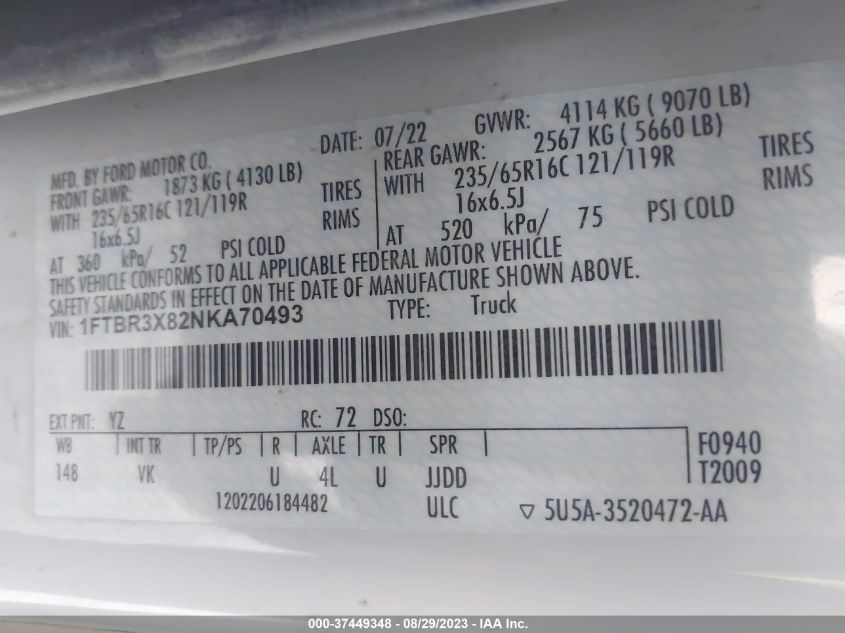 MFD. BY FORD MOTOR CO. DATE: 07/22 GVWR: 4114 KG ( 9070 LB)
FRONT GAWR: 1873 KG ( 4130 LB) REAR GAWR: 2567 KG ( 5660 LB)
WITH 235/65R16C 121/119R TIRES WITH 235/65R16C 121/119R TIRES
16x6.5J RIMS 16x6.5J RIMS
AT 360 kPa/ 52 PSI COLD AT 520 kPa/ 75 PSI COLD
THIS VEHICLE CONFORMS TO ALL APPLICABLE FEDERAL MOTOR VEHICLE
SAFETY STANDARDS IN EFFECT ON THE DATE OF MANUFACTURE SHOWN ABOVE.
VIN: 1FTBR3X82NKA70493 TYPE: Truck
EXT PNT: YZ RC: 72 DSO:
WB INT TR TP/PS R AXLE TR SPR F0940
148 VK U 4L U JJDD T2009
1202206184482 ULC ▽ 5U5A-3520472-AA
000-37449348 - 08/29/2023 - IAA Inc.